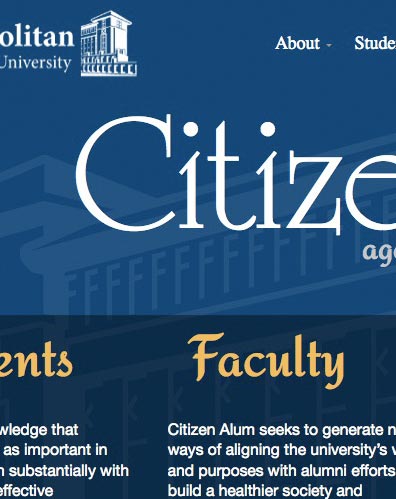 olitan
University
About
Stude
Citize
age
ents
Faculty
wledge that
as important in
n substantially with
effective
Citizen Alum seeks to generate n
ways of aligning the university's v
and purposes with alumni efforts
build a healthier society and